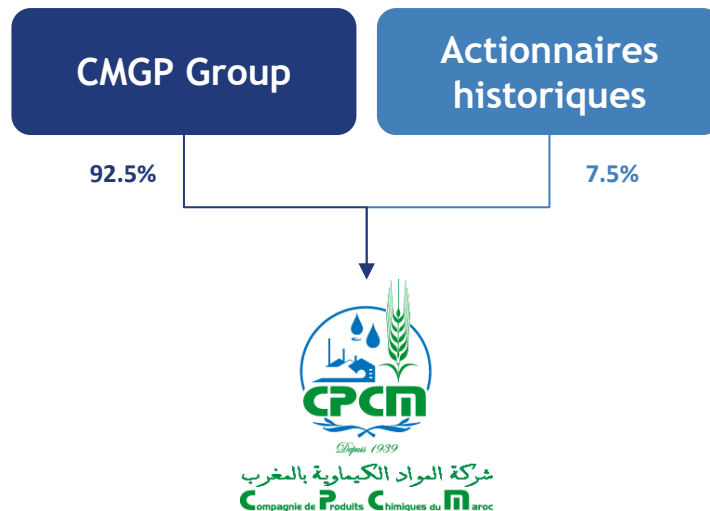 CMGP Group
Actionnaires
historiques
92.5%
7.5%
CPCM
Depuis 1939
شركة المواد الكيماوية بالمغرب
Compagnie de Produits Chimiques du Maroc